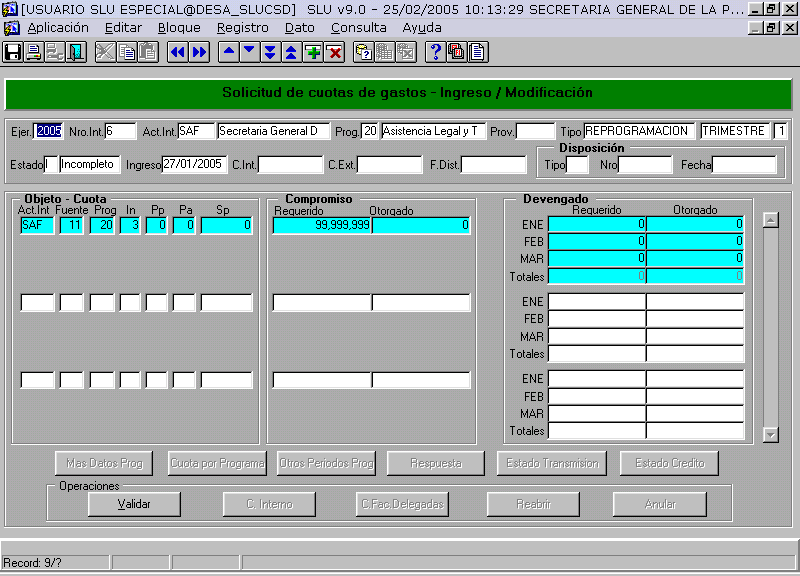 [USUARIO SLU ESPECIAL@DESA_SLUCSD] SLU v9.0 - 25/02/2005 10:13:29 SECRETARIA GENERAL DE LA P...
Aplicación Editar Bloque Registro Dato Consulta Ayuda
Solicitud de cuotas de gastos - Ingreso / Modificación
Ejer. 2005 Nro.Int. 6 Act.Int. SAF Secretaria General D Prog. 20 Asistencia Legal y T Prov. Tipo REPROGRAMACION TRIMESTRE 1
Disposición
Estado I Incompleto Ingreso 27/01/2005 C.Int. C.Ext. F.Dist. Tipo Nro Fecha
Objeto - Cuota Compromiso Devengado
Act.Int Fuente Prog In Pp Pa Sp Requerido Otorgado Requerido Otorgado
SAF 11 20 3 0 0 0 99,999,999 0 ENE 0 0
FEB 0 0
MAR 0 0
Totales 0 0
ENE
FEB
MAR
Totales
ENE
FEB
MAR
Totales
Mas Datos Prog Cuota por Programa Otros Periodos Prog Respuesta Estado Transmision Estado Credito
Operaciones
Validar C. Interno C.Fac.Delegadas Reabrir Anular
Record: 9/?